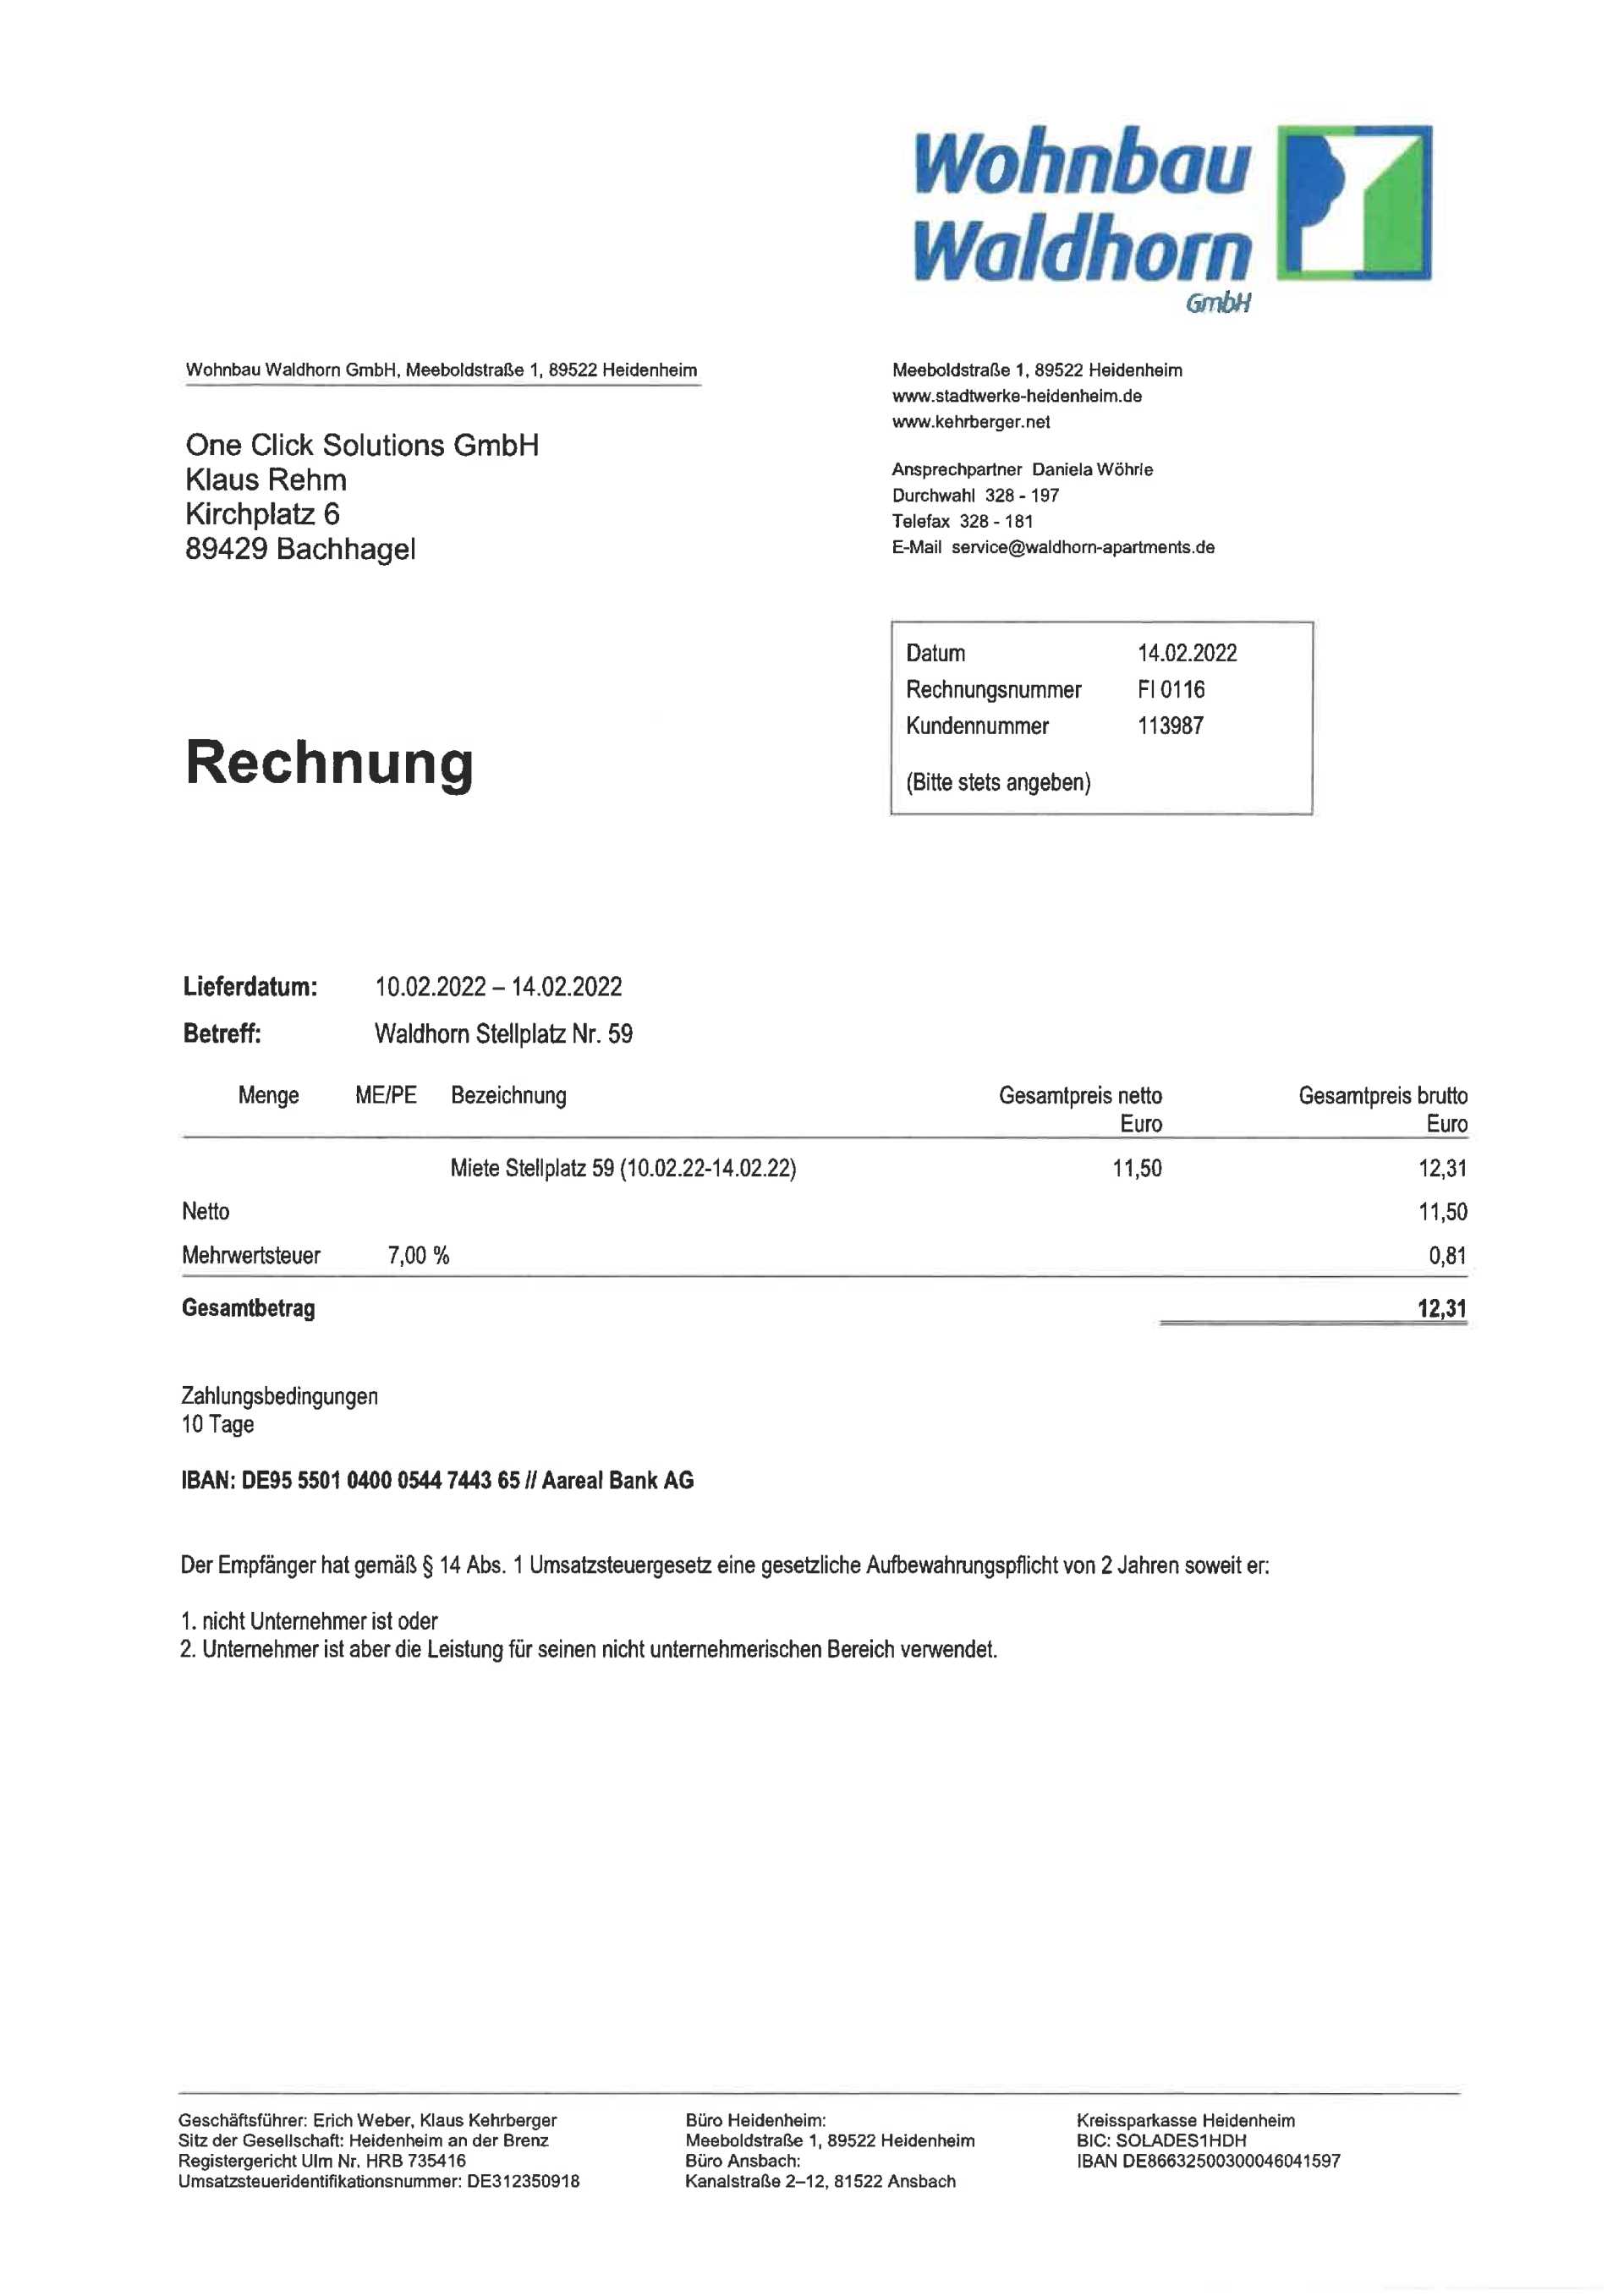 Wohnbau
Waldhorn
GmbH
Wohnbau Waldhorn GmbH, Meeboldstraße 1, 89522 Heidenheim
One Click Solutions GmbH
Klaus Rehm
Kirchplatz 6
89429 Bachhagel
Meeboldstraße 1, 89522 Heidenheim
www.stadtwerke-heidenheim.de
www.kehrberger.net
Ansprechpartner Daniela Wöhrle
Durchwahl 328 - 197
Telefax 328 - 181
E-Mail service@waldhorn-apartments.de
Datum 14.02.2022
Rechnungsnummer FI 0116
Kundennummer 113987
(Bitte stets angeben)
Rechnung
Lieferdatum: 10.02.2022 – 14.02.2022
Betreff: Waldhorn Stellplatz Nr. 59
Menge ME/PE Bezeichnung Gesamtpreis netto Gesamtpreis brutto
Euro Euro
Miete Stellplatz 59 (10.02.22-14.02.22) 11,50 12,31
Netto 11,50
Mehrwertsteuer 7,00 % 0,81
Gesamtbetrag 12,31
Zahlungsbedingungen
10 Tage
IBAN: DE95 5501 0400 0544 7443 65 // Aareal Bank AG
Der Empfänger hat gemäß § 14 Abs. 1 Umsatzsteuergesetz eine gesetzliche Aufbewahrungspflicht von 2 Jahren soweit er:
1. nicht Unternehmer ist oder
2. Unternehmer ist aber die Leistung für seinen nicht unternehmerischen Bereich verwendet.
Geschäftsführer: Erich Weber, Klaus Kehrberger
Sitz der Gesellschaft: Heidenheim an der Brenz
Registergericht Ulm Nr. HRB 735416
Umsatzsteueridentifikationsnummer: DE312350918
Büro Heidenheim:
Meeboldstraße 1, 89522 Heidenheim
Büro Ansbach:
Kanalstraße 2–12, 81522 Ansbach
Kreissparkasse Heidenheim
BIC: SOLADES1HDH
IBAN DE86632500300046041597